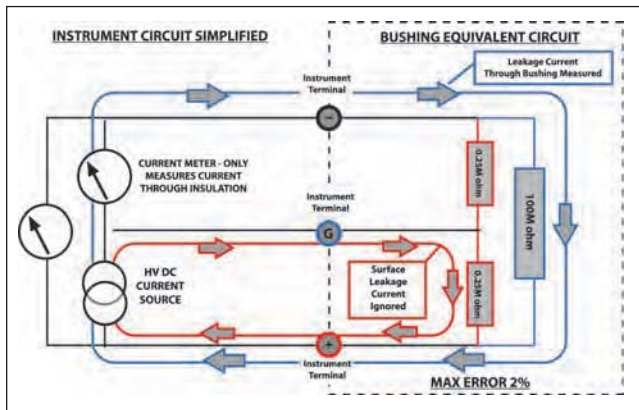 INSTRUMENT CIRCUIT SIMPLIFIED
BUSHING EQUIVALENT CIRCUIT
Leakage Current
Through Bushing Measured
Instrument
Terminal
−
CURRENT METER - ONLY
MEASURES CURRENT
THROUGH INSULATION
0.25M ohm
100M ohm
Instrument
Terminal
G
HV DC
CURRENT
SOURCE
Surface
Leakage
Current
Ignored
0.25M ohm
+
Instrument
Terminal
MAX ERROR 2%